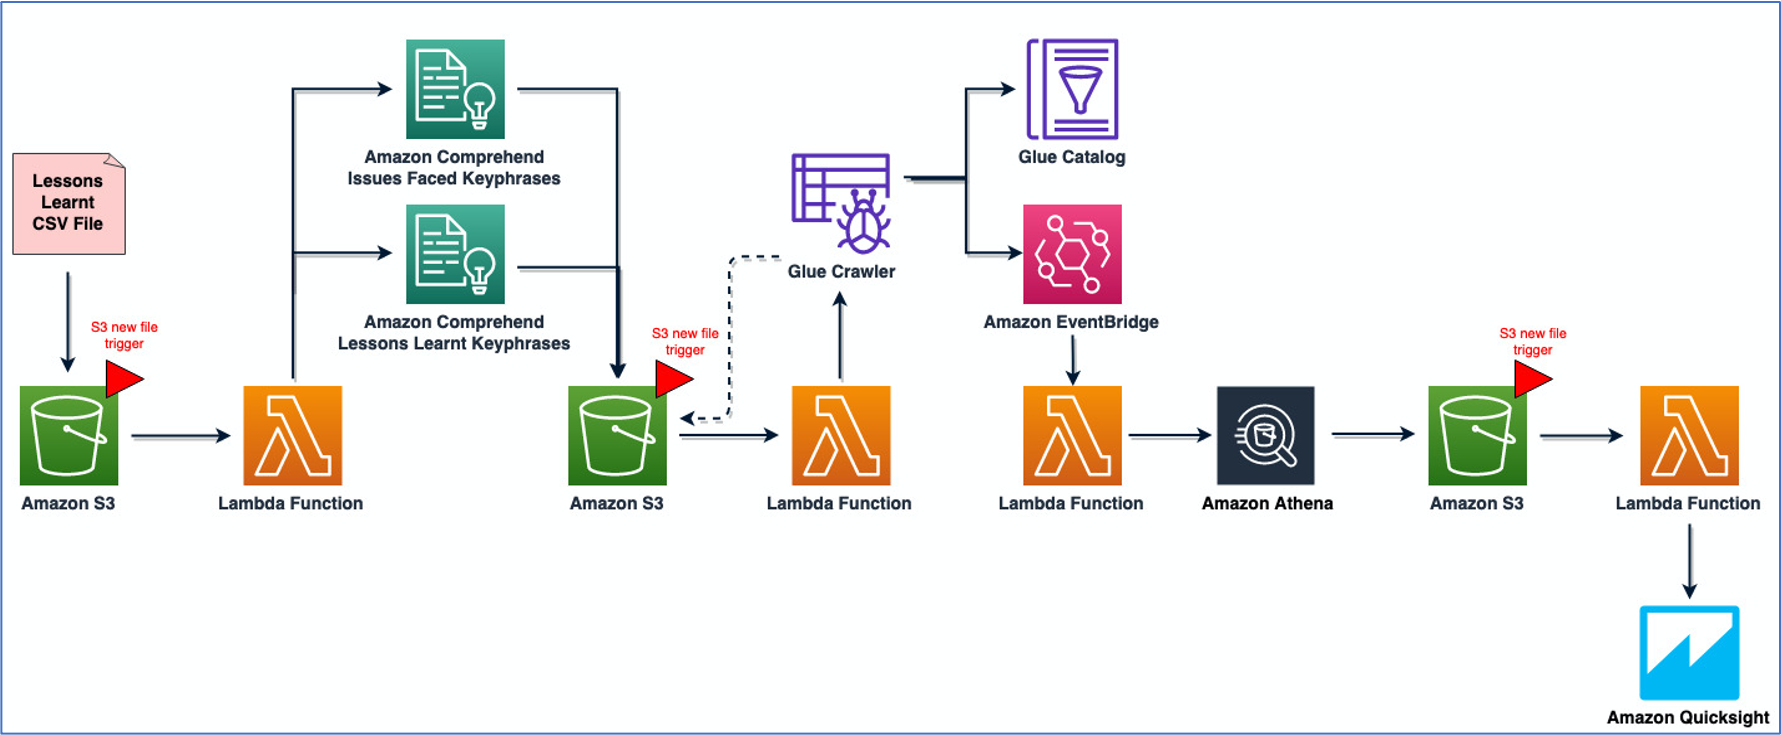 Lessons
Learnt
CSV File
S3 new file
trigger
Amazon S3
Lambda Function
Amazon Comprehend
Issues Faced Keyphrases
Amazon Comprehend
Lessons Learnt Keyphrases
S3 new file
trigger
Amazon S3
Lambda Function
Glue Crawler
Glue Catalog
Amazon EventBridge
Lambda Function
Amazon Athena
S3 new file
trigger
Amazon S3
Lambda Function
Amazon Quicksight